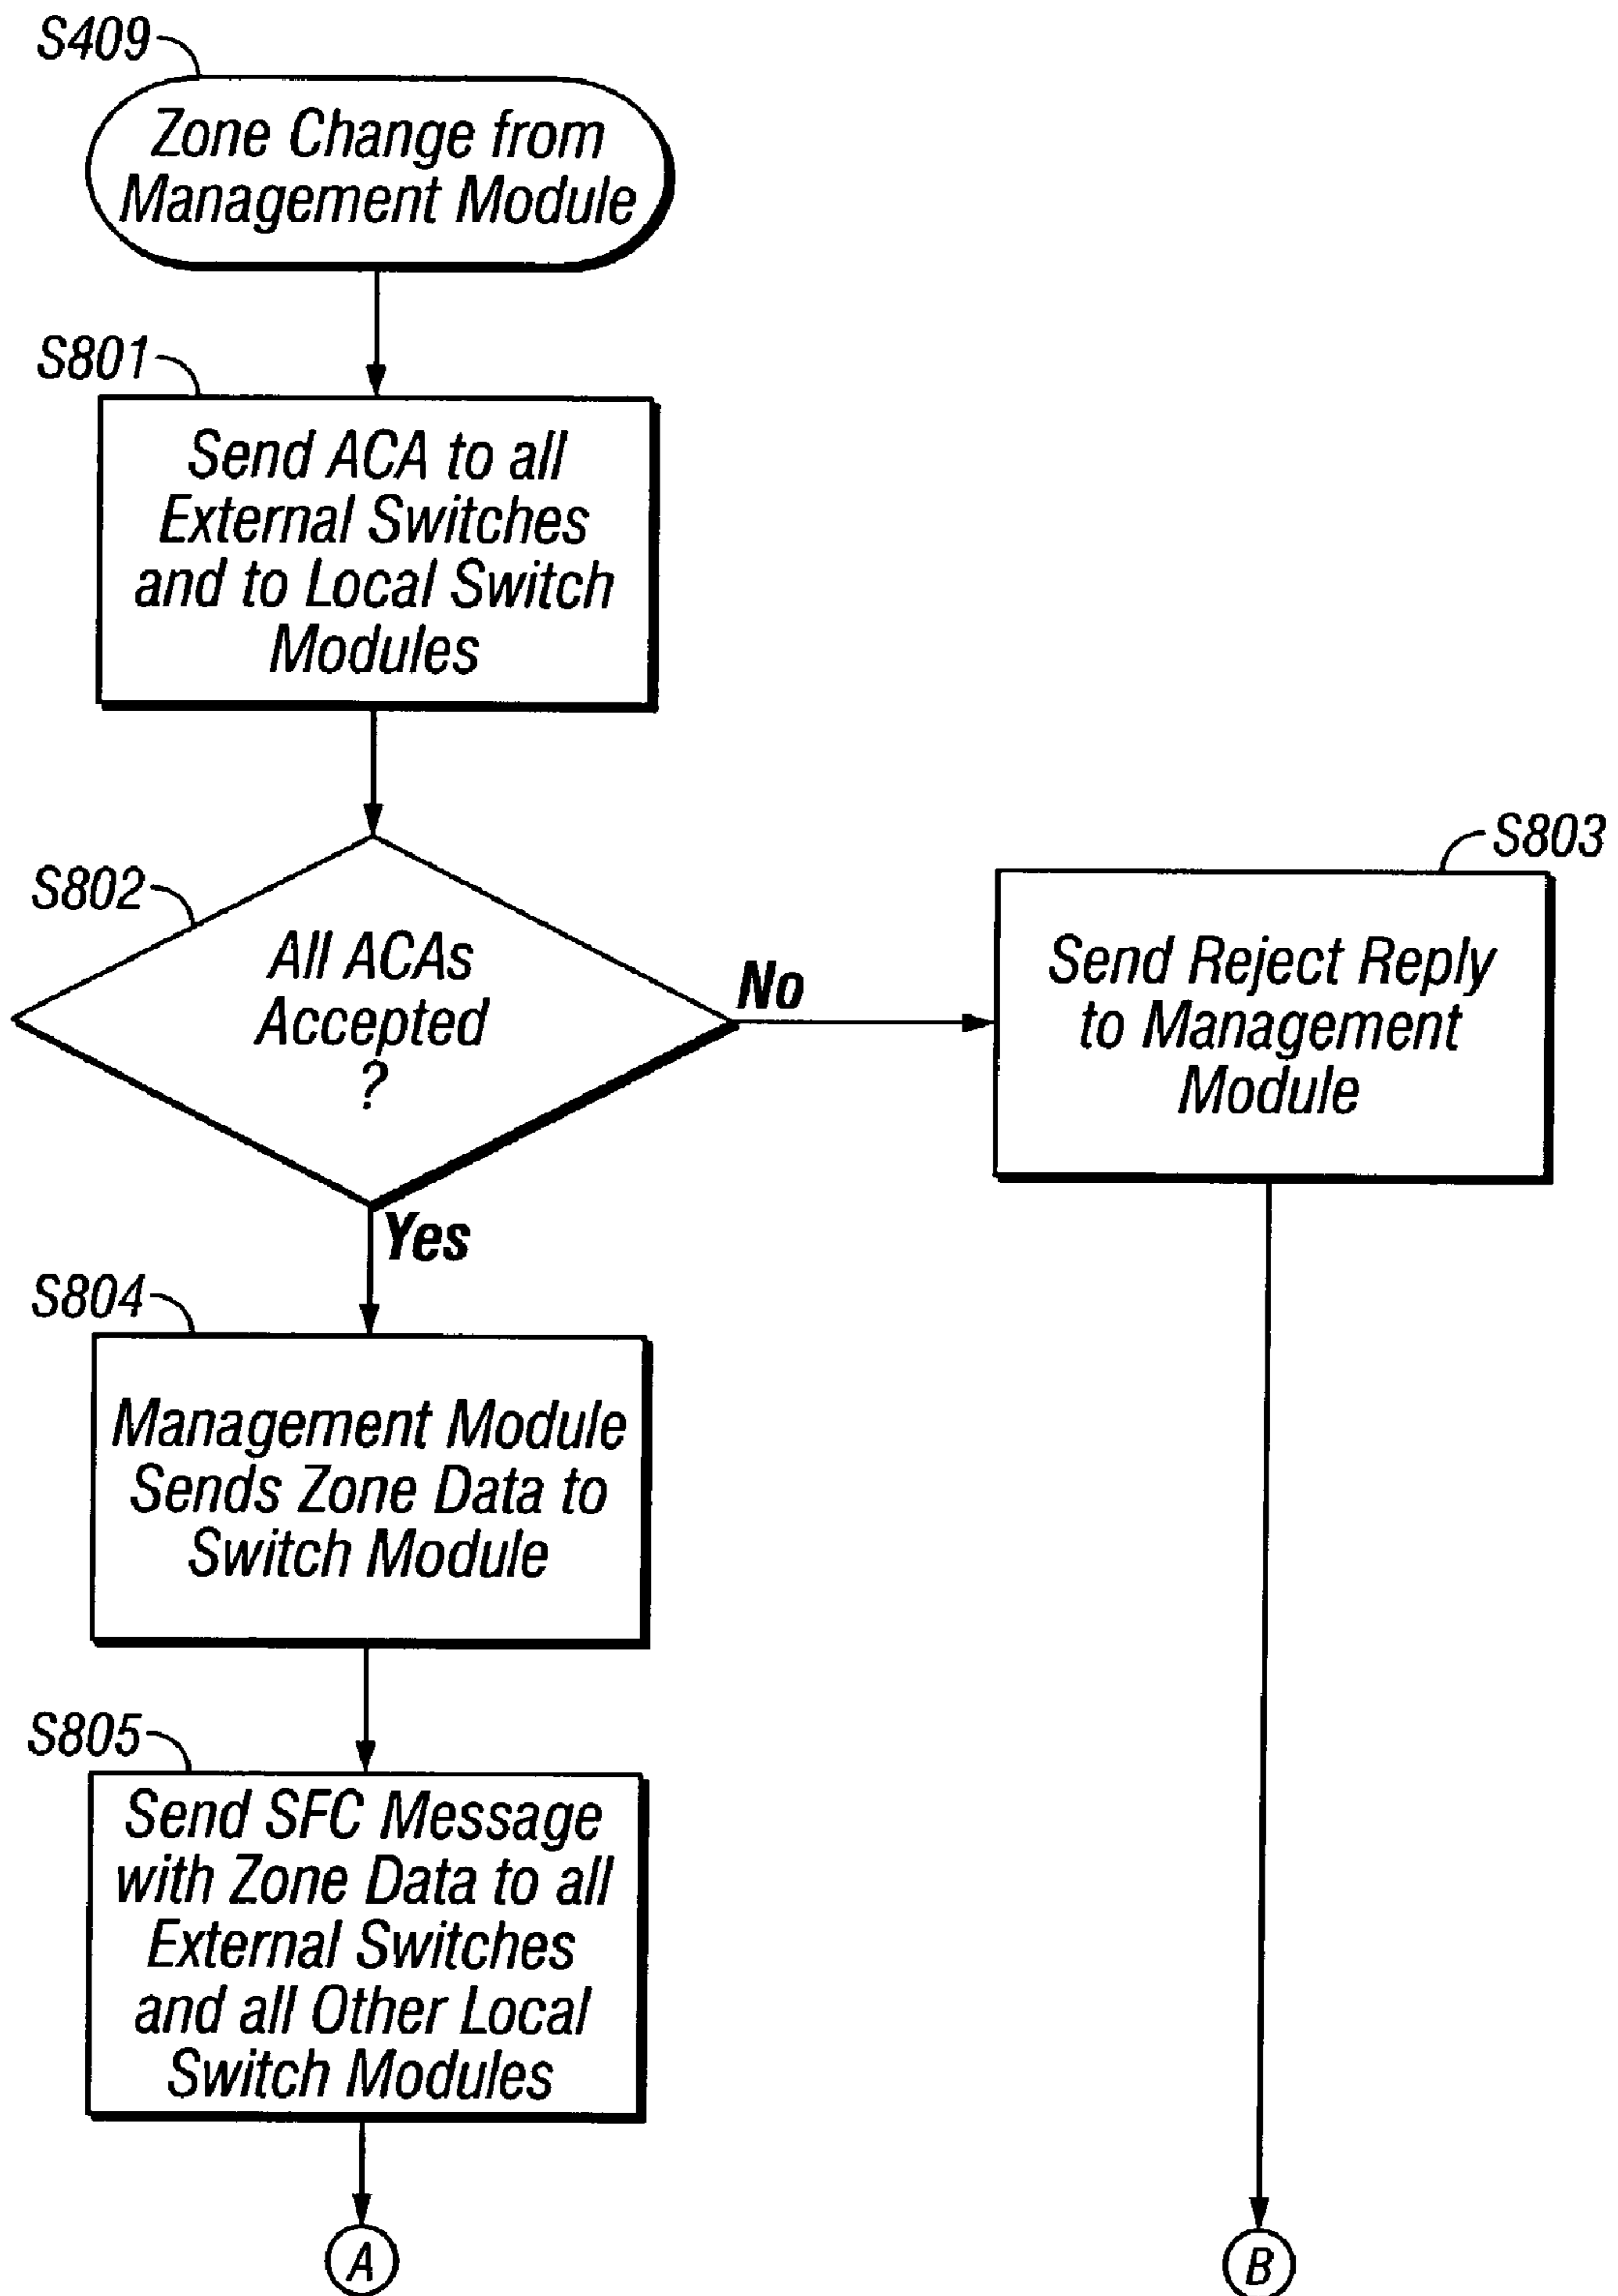 S409
Zone Change from
Management Module
S801
Send ACA to all
External Switches
and to Local Switch
Modules
S802
All ACAs
Accepted
?
No
Yes
S803
Send Reject Reply
to Management
Module
S804
Management Module
Sends Zone Data to
Switch Module
S805
Send SFC Message
with Zone Data to all
External Switches
and all Other Local
Switch Modules
A
B